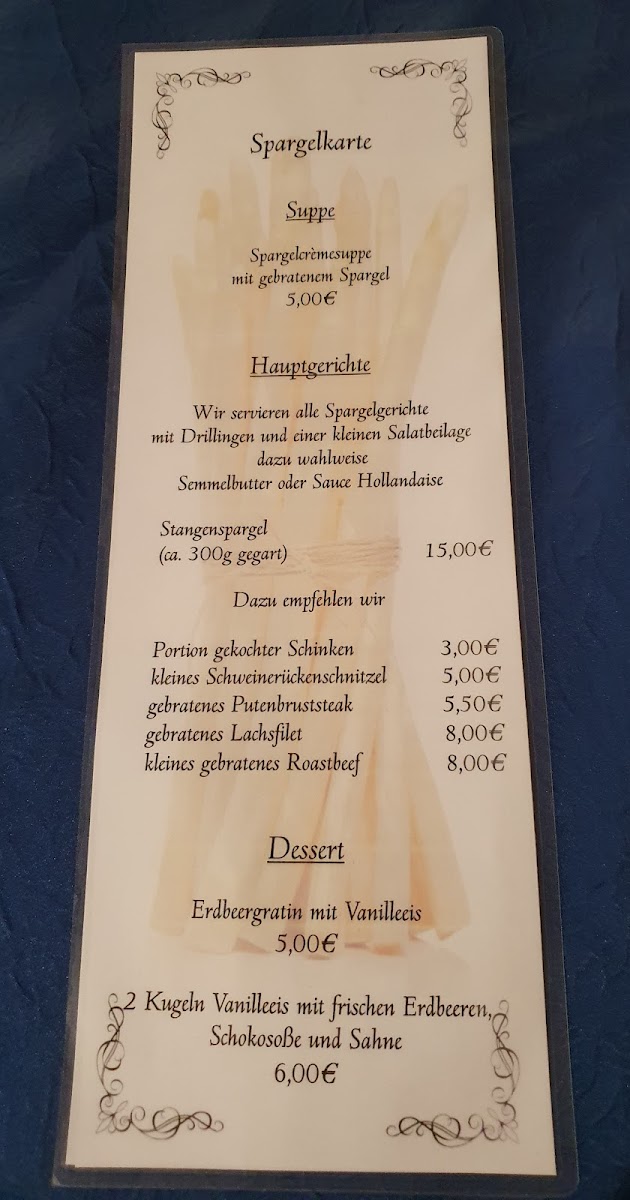 Spargelkarte
Suppe
Spargelcrèmesuppe
mit gebratenem Spargel
5,00€
Hauptgerichte
Wir servieren alle Spargelgerichte
mit Drillingen und einer kleinen Salatbeilage
dazu wahlweise
Semmelbutter oder Sauce Hollandaise
Stangenspargel
(ca. 300g gegart) 15,00€
Dazu empfehlen wir
Portion gekochter Schinken 3,00€
kleines Schweinerückenschnitzel 5,00€
gebratenes Putenbruststeak 5,50€
gebratenes Lachsfilet 8,00€
kleines gebratenes Roastbeef 8,00€
Dessert
Erdbeergratin mit Vanilleeis
5,00€
2 Kugeln Vanilleeis mit frischen Erdbeeren,
Schokosoße und Sahne
6,00€